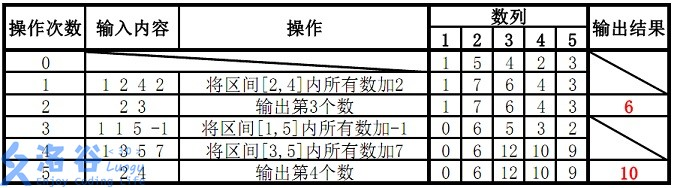 操作次数 输入内容 操作 数列 输出结果
1 2 3 4 5
0 1 5 4 2 3
1 1 2 4 2 将区间[2,4]内所有数加2 1 7 6 4 3
2 2 3 输出第3个数 1 7 6 4 3 6
3 1 1 5 -1 将区间[1,5]内所有数加-1 0 6 5 3 2
4 1 3 5 7 将区间[3,5]内所有数加7 0 6 12 10 9
5 2 4 输出第4个数 0 6 12 10 9 10
洛谷
Luogu
Enjoy Coding Life